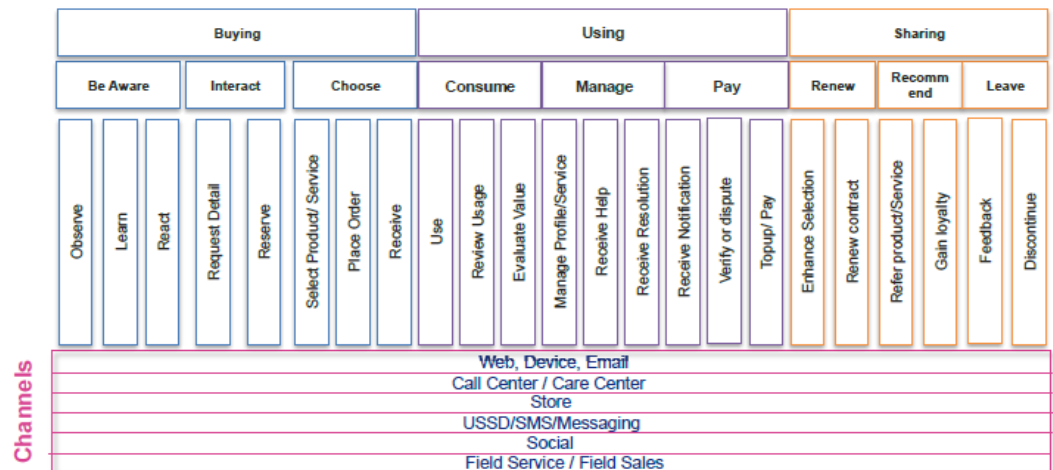 Buying
Using
Sharing
Be Aware
Interact
Choose
Consume
Manage
Pay
Renew
Recomm
end
Leave
Observe
Learn
React
Request Detail
Reserve
Select Product/ Service
Place Order
Receive
Use
Review Usage
Evaluate Value
Manage Profile/Service
Receive Help
Receive Resolution
Receive Notification
Verify or dispute
Topup/ Pay
Enhance Selection
Renew contract
Refer product/Service
Gain loyalty
Feedback
Discontinue
Channels
Web, Device, Email
Call Center / Care Center
Store
USSD/SMS/Messaging
Social
Field Service / Field Sales